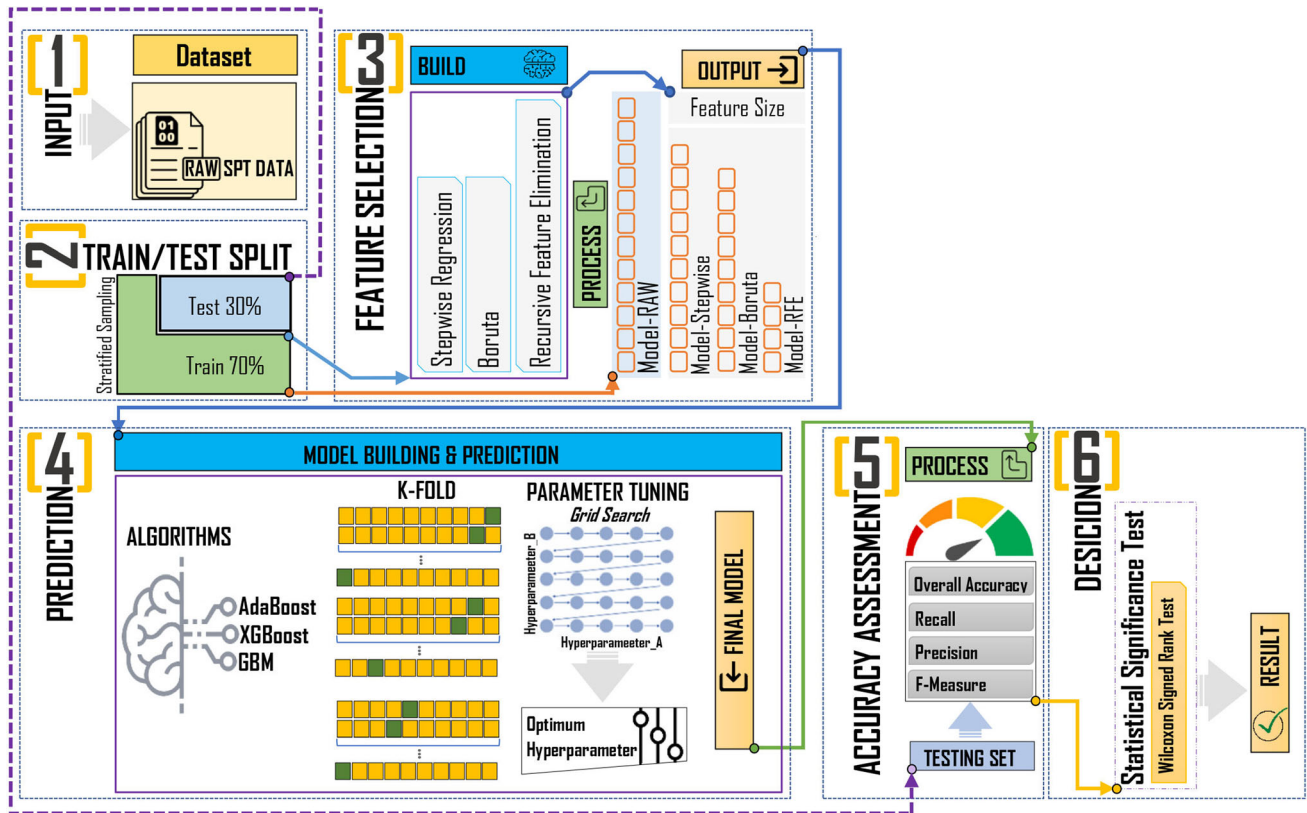 [1]
INPUT
Dataset
01
00
RAW SPT DATA
[2]
TRAIN/TEST SPLIT
Stratified Sampling
Test 30%
Train 70%
[3]
FEATURE SELECTION
BUILD
Stepwise Regression
Boruta
Recursive Feature Elimination
PROCESS
OUTPUT
Feature Size
Model-RAW
Model-Stepwise
Model-Boruta
Model-RFE
[4]
PREDICTION
MODEL BUILDING & PREDICTION
ALGORITHMS
AdaBoost
XGBoost
GBM
K-FOLD
PARAMETER TUNING
Grid Search
Hyperparameeter_B
Hyperparameeter_A
Optimum
Hyperparameter
FINAL MODEL
[5]
ACCURACY ASSESSMENT
PROCESS
Overall Accuracy
Recall
Precision
F-Measure
TESTING SET
[6]
DESICION
Statistical Significance Test
Wilcoxon Signed Rank Test
RESULT